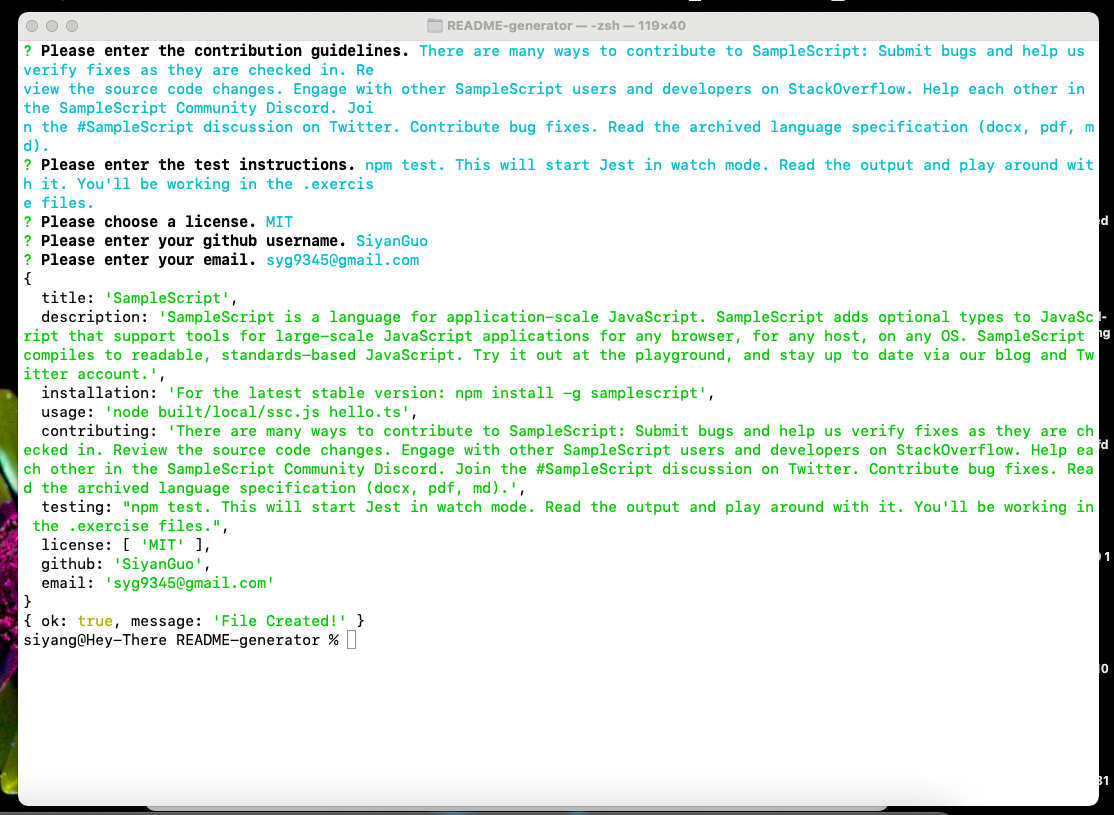 README-generator — -zsh — 119×40
? Please enter the contribution guidelines. There are many ways to contribute to SampleScript: Submit bugs and help us
verify fixes as they are checked in. Re
view the source code changes. Engage with other SampleScript users and developers on StackOverflow. Help each other in
the SampleScript Community Discord. Joi
n the #SampleScript discussion on Twitter. Contribute bug fixes. Read the archived language specification (docx, pdf, m
d).
? Please enter the test instructions. npm test. This will start Jest in watch mode. Read the output and play around wit
h it. You'll be working in the .exercis
e files.
? Please choose a license. MIT
? Please enter your github username. SiyanGuo
? Please enter your email. syg9345@gmail.com
{
  title: 'SampleScript',
  description: 'SampleScript is a language for application-scale JavaScript. SampleScript adds optional types to JavaSc
ript that support tools for large-scale JavaScript applications for any browser, for any host, on any OS. SampleScript
compiles to readable, standards-based JavaScript. Try it out at the playground, and stay up to date via our blog and Tw
itter account.',
  installation: 'For the latest stable version: npm install -g samplescript',
  usage: 'node built/local/ssc.js hello.ts',
  contributing: 'There are many ways to contribute to SampleScript: Submit bugs and help us verify fixes as they are ch
ecked in. Review the source code changes. Engage with other SampleScript users and developers on StackOverflow. Help ea
ch other in the SampleScript Community Discord. Join the #SampleScript discussion on Twitter. Contribute bug fixes. Rea
d the archived language specification (docx, pdf, md).',
  testing: "npm test. This will start Jest in watch mode. Read the output and play around with it. You'll be working in
 the .exercise files.",
  license: [ 'MIT' ],
  github: 'SiyanGuo',
  email: 'syg9345@gmail.com'
}
{ ok: true, message: 'File Created!' }
siyang@Hey-There README-generator %